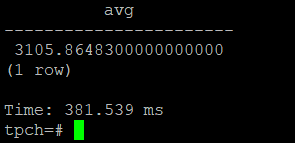 avg
-----------------------
3105.8648300000000000
(1 row)
Time: 381.539 ms
tpch=#